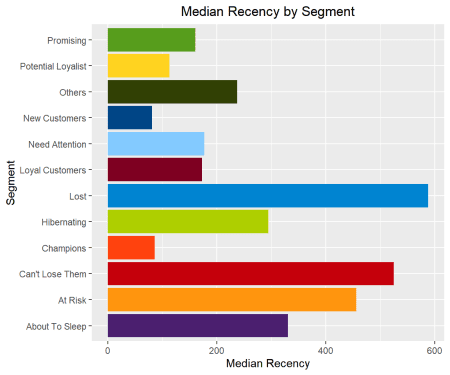 Median Recency by Segment
Segment
Promising
Potential Loyalist
Others
New Customers
Need Attention
Loyal Customers
Lost
Hibernating
Champions
Can't Lose Them
At Risk
About To Sleep
0 200 400 600
Median Recency